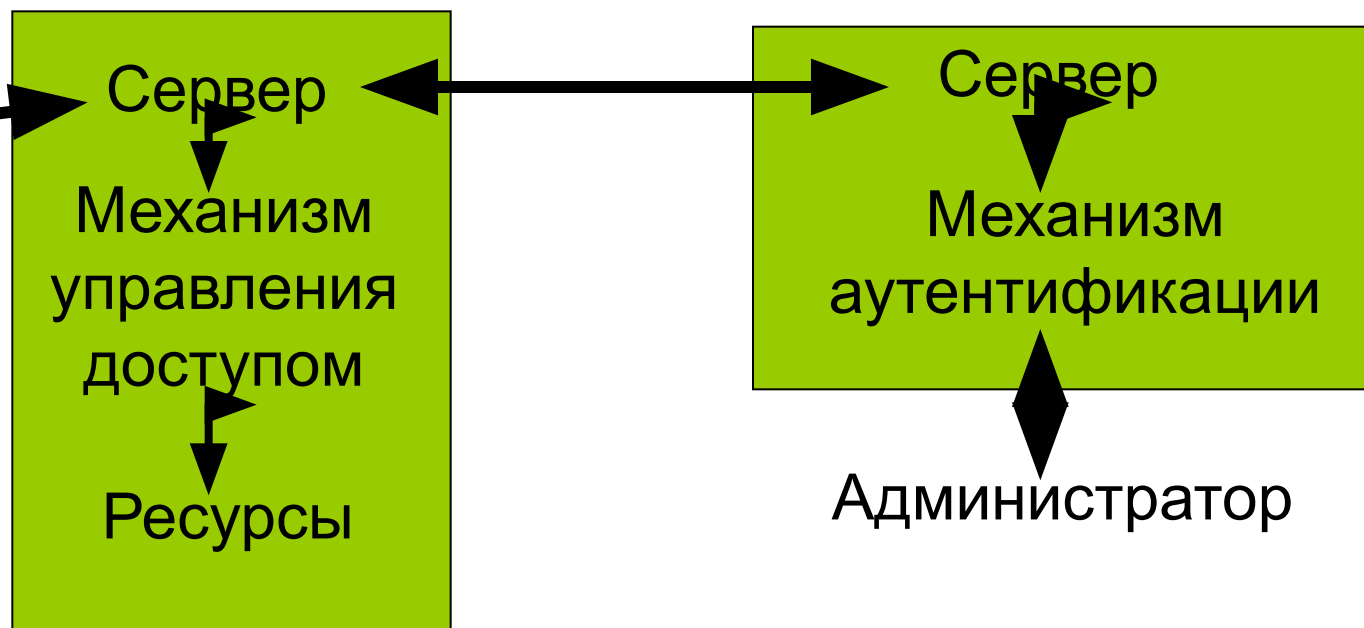 Сервер
Механизм
управления
доступом
Ресурсы
Сервер
Механизм
аутентификации
Администратор